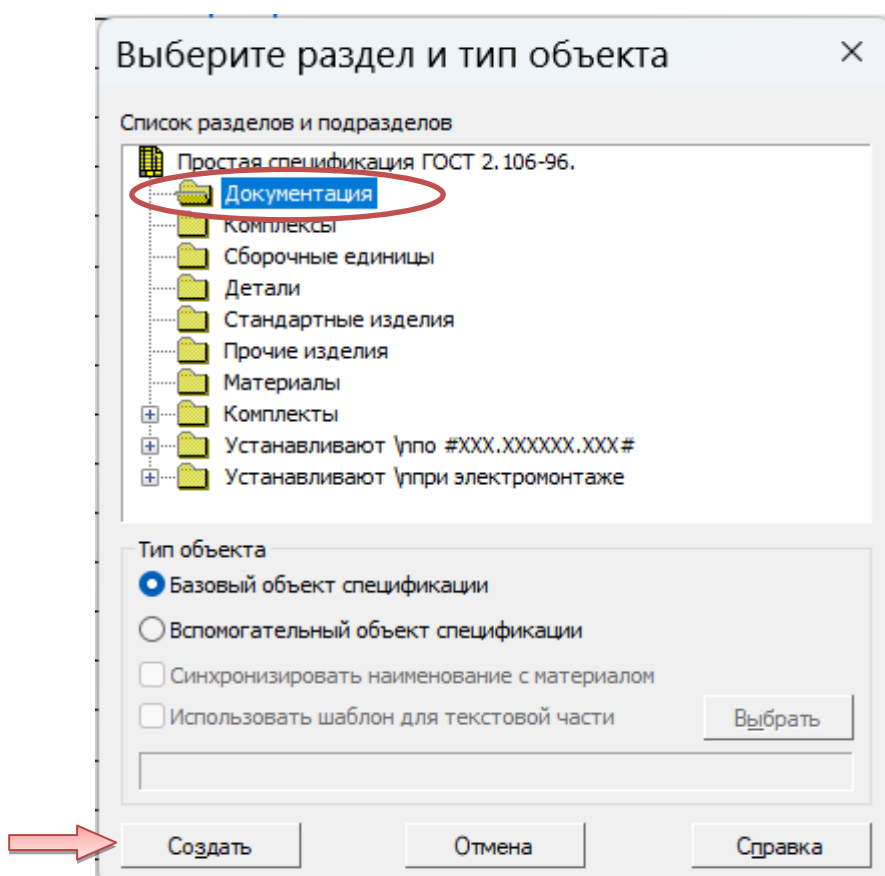 Выберите раздел и тип объекта
Список разделов и подразделов
Простая спецификация ГОСТ 2.106-96.
Документация
Комплексы
Сборочные единицы
Детали
Стандартные изделия
Прочие изделия
Материалы
Комплекты
Устанавливают \nпо #XXX.XXXXXX.XXX#
Устанавливают \nпри электромонтаже
Тип объекта
Базовый объект спецификации
Вспомогательный объект спецификации
Синхронизировать наименование с материалом
Использовать шаблон для текстовой части Выбрать
Создать Отмена Справка